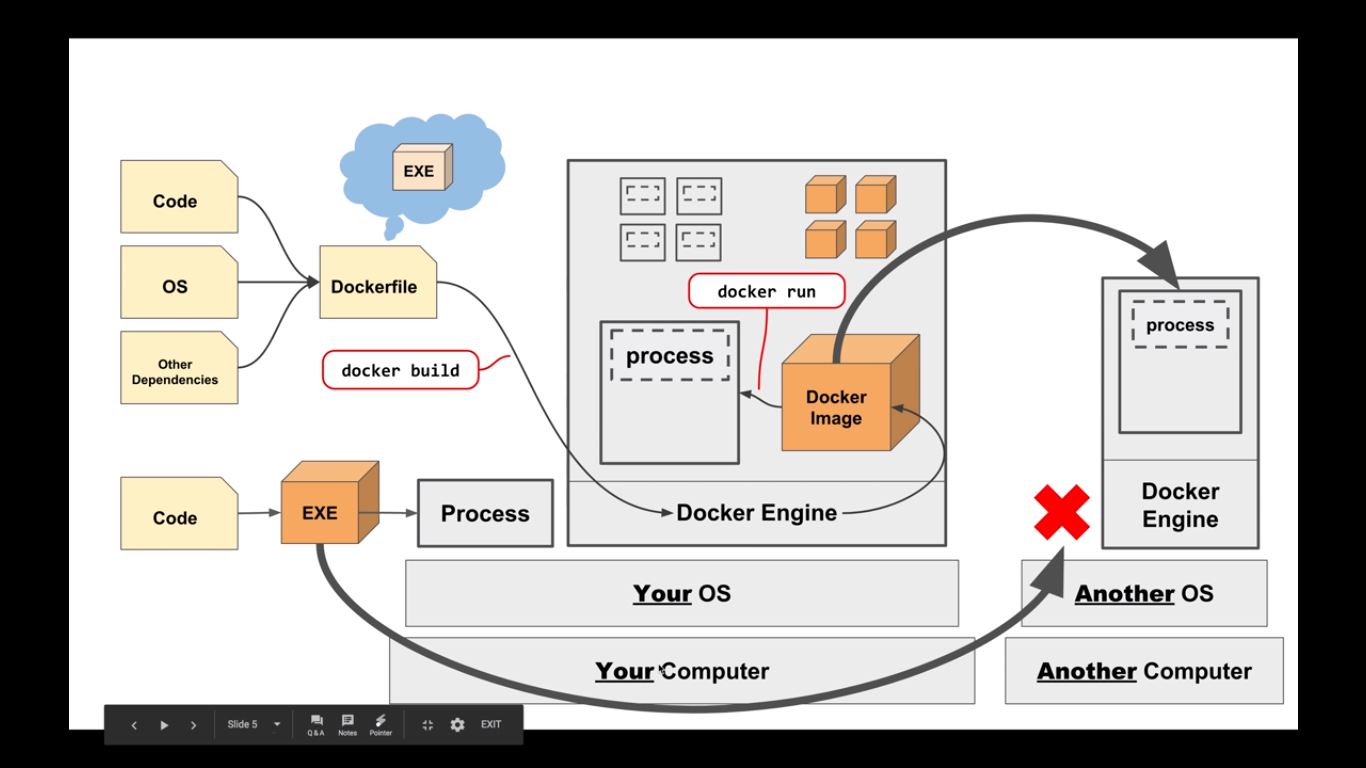 EXE
Code
OS
Other
Dependencies
Dockerfile
docker build
docker run
process
Docker
Image
Docker Engine
process
Docker
Engine
Code
EXE
Process
Your OS
Another OS
Your Computer
Another Computer
Slide 5
Q&A
Notes
Pointer
EXIT